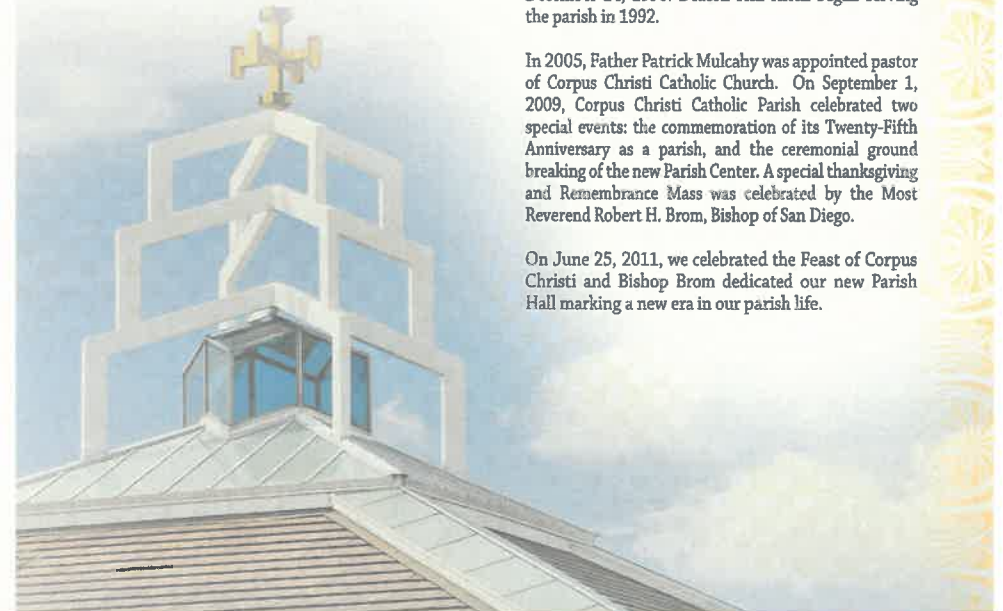 the parish in 1992.
In 2005, Father Patrick Mulcahy was appointed pastor
of Corpus Christi Catholic Church. On September 1,
2009, Corpus Christi Catholic Parish celebrated two
special events: the commemoration of its Twenty-Fifth
Anniversary as a parish, and the ceremonial ground
breaking of the new Parish Center. A special thanksgiving
and Remembrance Mass was celebrated by the Most
Reverend Robert H. Brom, Bishop of San Diego.
On June 25, 2011, we celebrated the Feast of Corpus
Christi and Bishop Brom dedicated our new Parish
Hall marking a new era in our parish life.